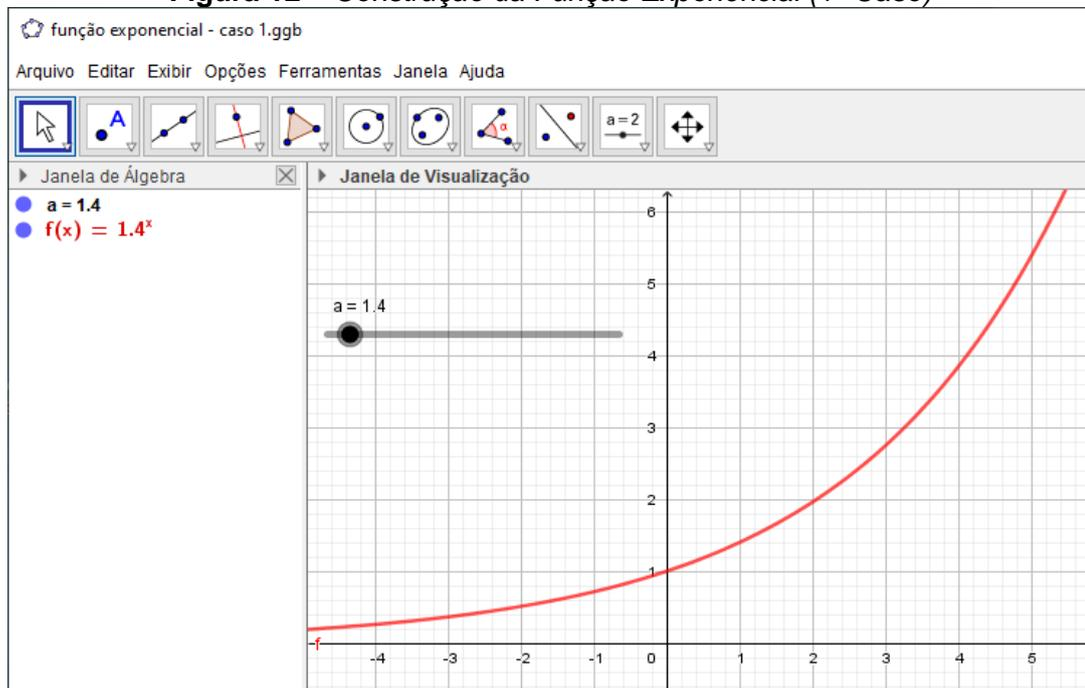 Figura 12 – Construção da Função Exponencial (1º Caso)
função exponencial - caso 1.ggb
Arquivo Editar Exibir Opções Ferramentas Janela Ajuda
A
α
a = 2
Janela de Álgebra
Janela de Visualização
a = 1.4
f(x) = 1.4ˣ
a = 1.4
6
5
4
3
2
1
f
-4 -3 -2 -1 0 1 2 3 4 5